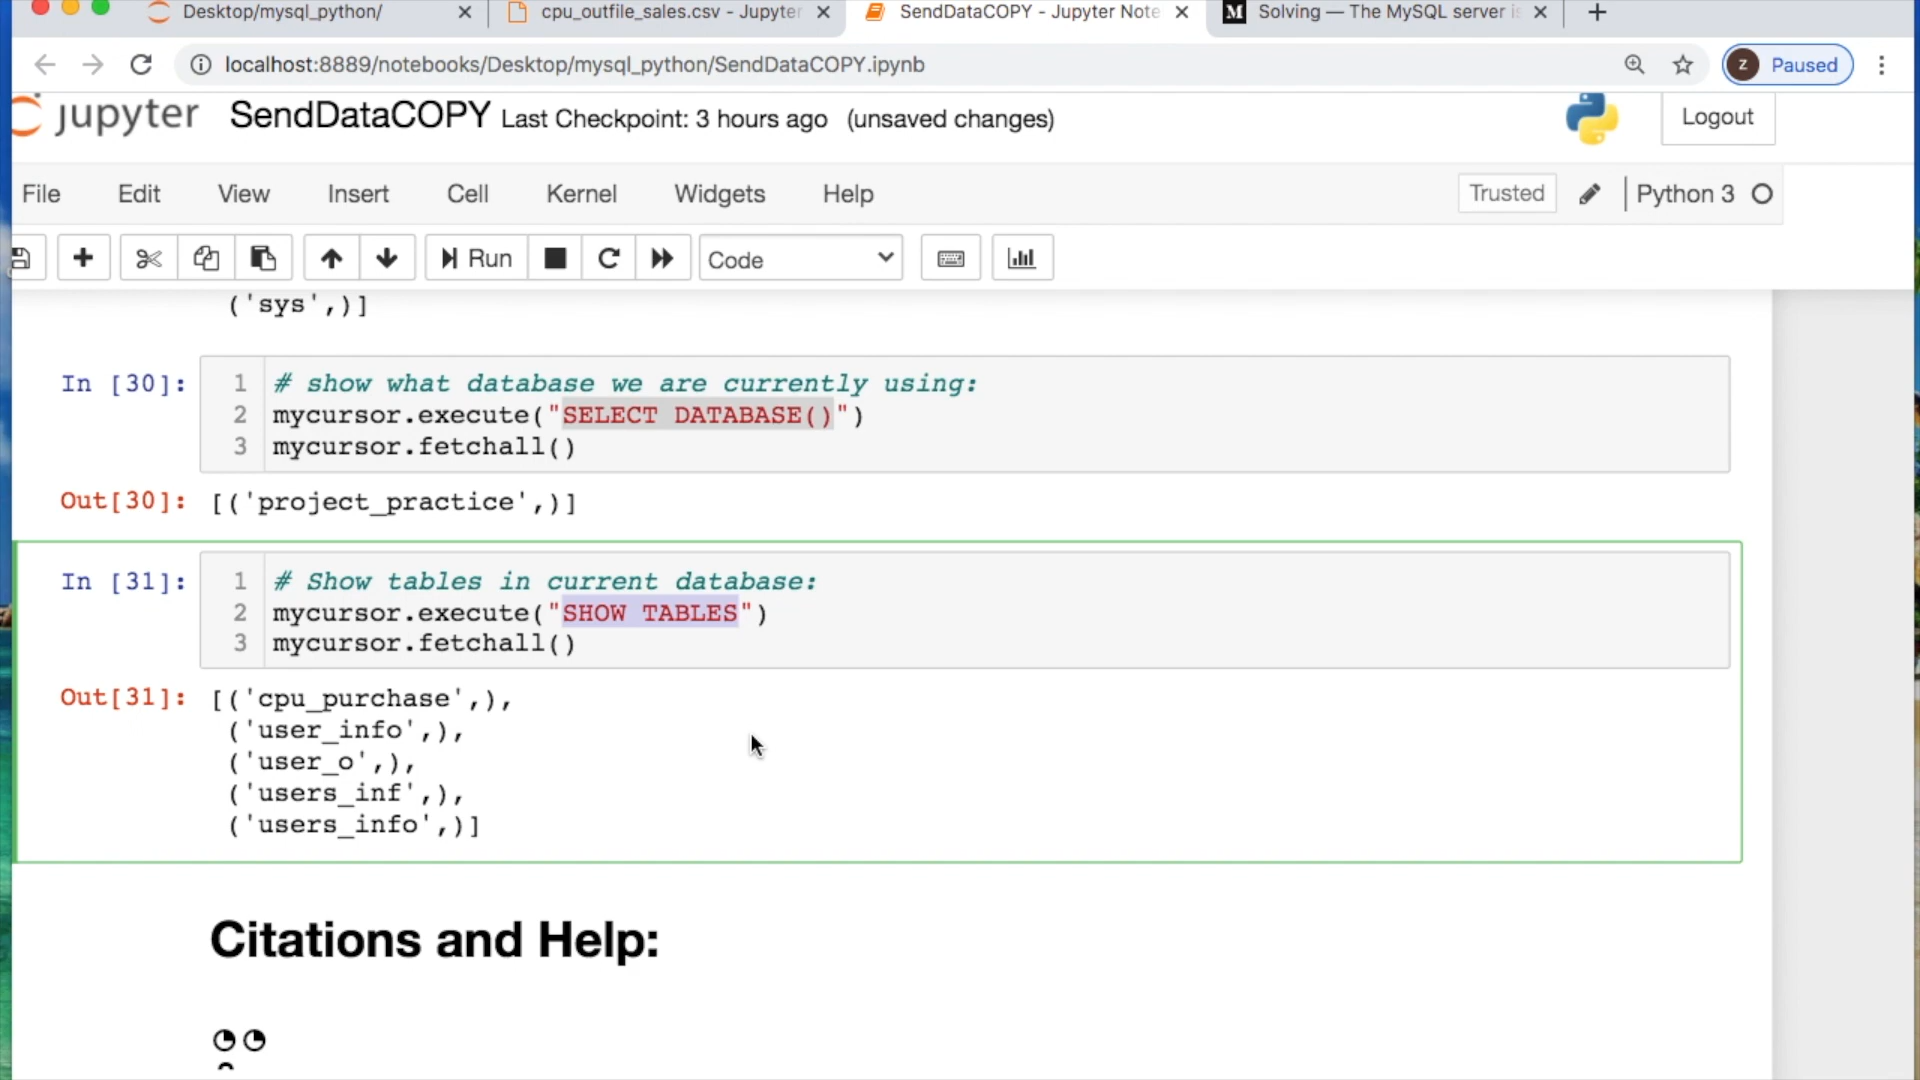 Desktop/mysql_python/
cpu_outfile_sales.csv - Jupyter
SendDataCOPY - Jupyter Note
M Solving — The MySQL server is
localhost:8889/notebooks/Desktop/mysql_python/SendDataCOPY.ipynb
z Paused
jupyter SendDataCOPY Last Checkpoint: 3 hours ago (unsaved changes)
Logout
File Edit View Insert Cell Kernel Widgets Help
Trusted Python 3
Run Code
('sys',)]
In [30]: 1 # show what database we are currently using:
2 mycursor.execute("SELECT DATABASE()")
3 mycursor.fetchall()
Out[30]: [('project_practice',)]
In [31]: 1 # Show tables in current database:
2 mycursor.execute("SHOW TABLES")
3 mycursor.fetchall()
Out[31]: [('cpu_purchase',),
('user_info',),
('user_o',),
('users_inf',),
('users_info',)]
Citations and Help: